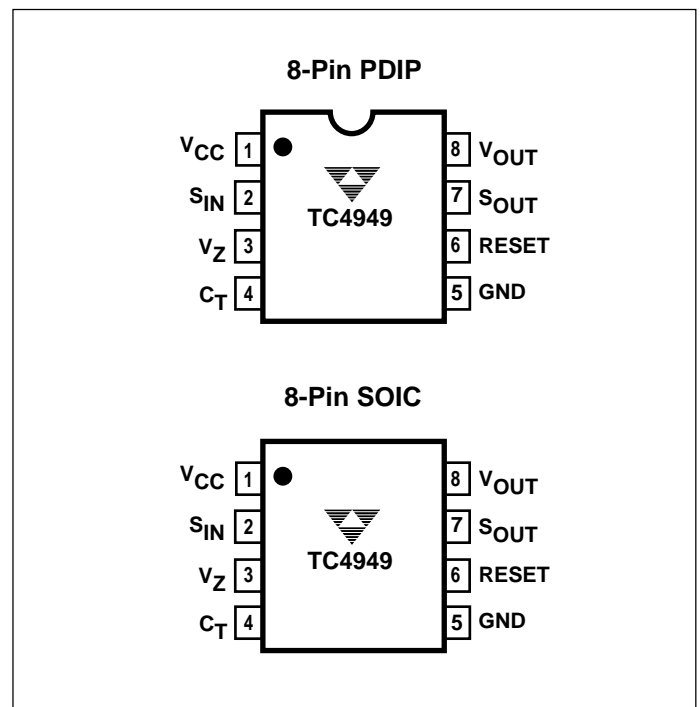 8-Pin PDIP
VCC 1 8 VOUT
SIN 2 7 SOUT
TC4949
VZ 3 6 RESET
CT 4 5 GND
8-Pin SOIC
VCC 1 8 VOUT
SIN 2 7 SOUT
TC4949
VZ 3 6 RESET
CT 4 5 GND